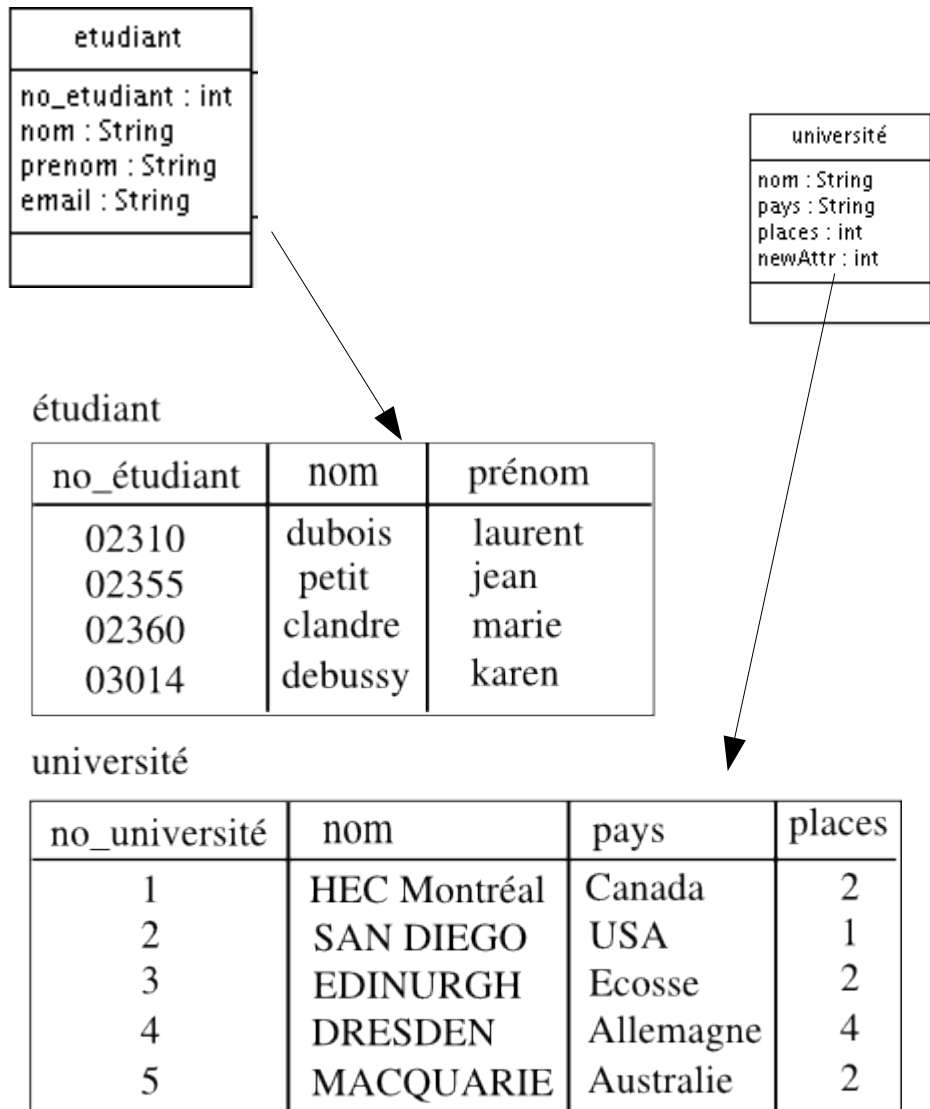 etudiant
no_etudiant : int
nom : String
prenom : String
email : String
université
nom : String
pays : String
places : int
newAttr : int
étudiant
no_étudiant nom prénom
02310 dubois laurent
02355 petit jean
02360 clandre marie
03014 debussy karen
université
no_université nom pays places
1 HEC Montréal Canada 2
2 SAN DIEGO USA 1
3 EDINURGH Ecosse 2
4 DRESDEN Allemagne 4
5 MACQUARIE Australie 2